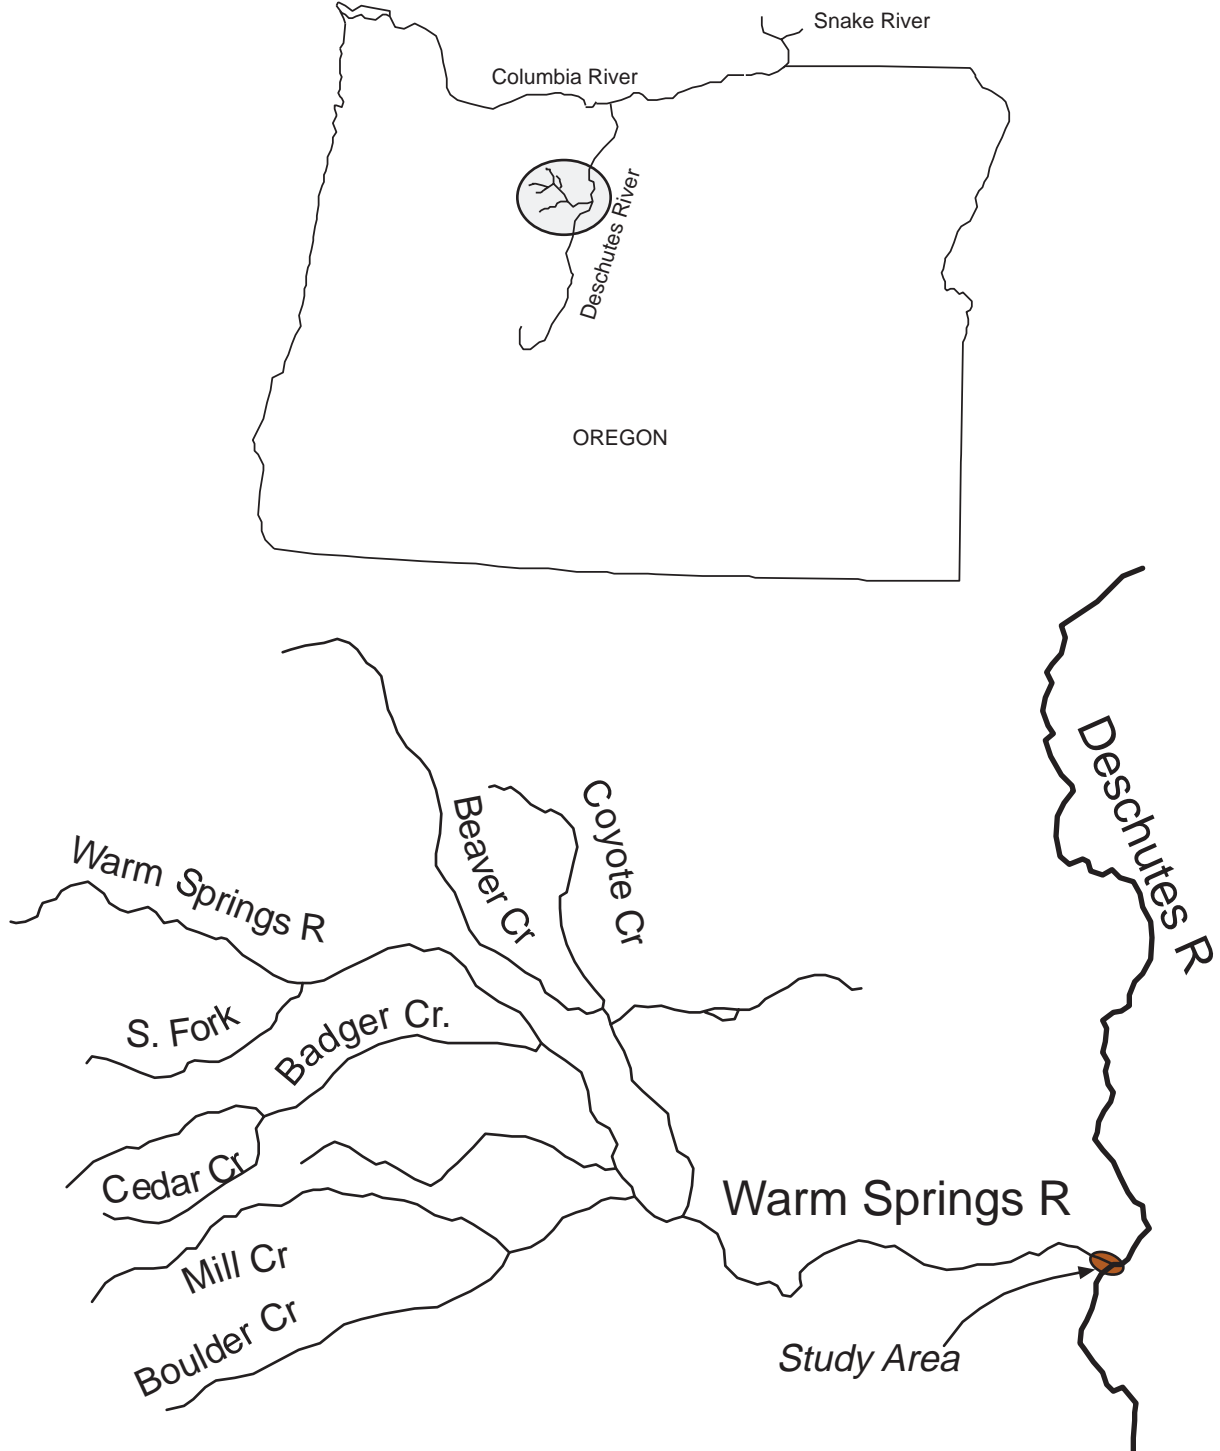 Snake River
Columbia River
Deschutes River
OREGON
Deschutes R
Coyote Cr
Beaver Cr
Warm Springs R
S. Fork
Badger Cr.
Cedar Cr
Warm Springs R
Mill Cr
Boulder Cr
Study Area